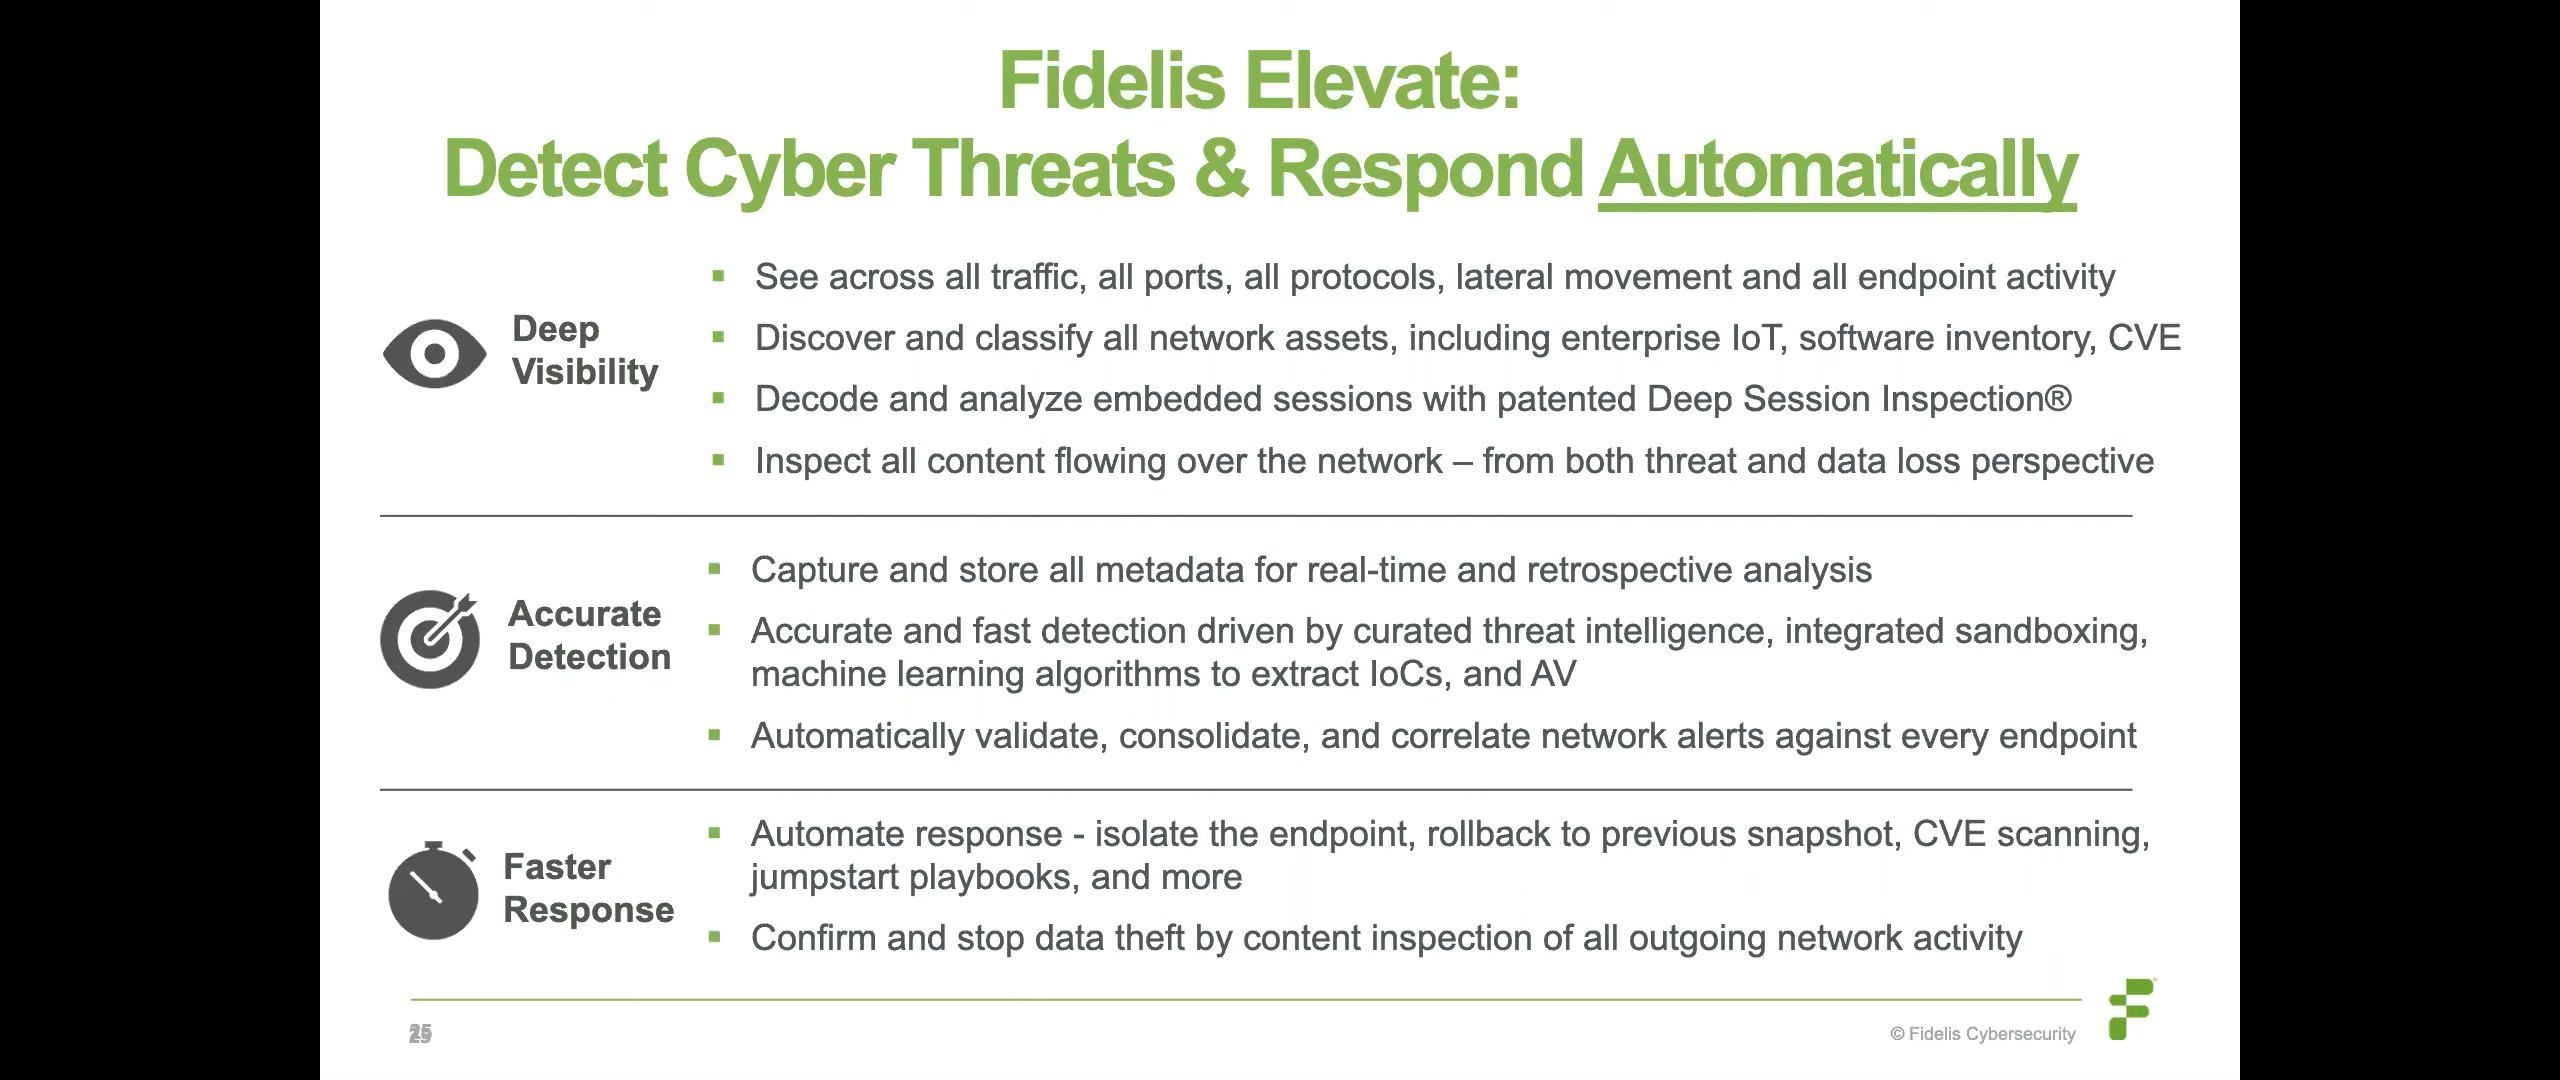 Fidelis Elevate:
Detect Cyber Threats & Respond Automatically
Deep
Visibility
▪ See across all traffic, all ports, all protocols, lateral movement and all endpoint activity
▪ Discover and classify all network assets, including enterprise IoT, software inventory, CVE
▪ Decode and analyze embedded sessions with patented Deep Session Inspection®
▪ Inspect all content flowing over the network – from both threat and data loss perspective
Accurate
Detection
▪ Capture and store all metadata for real-time and retrospective analysis
▪ Accurate and fast detection driven by curated threat intelligence, integrated sandboxing,
machine learning algorithms to extract IoCs, and AV
▪ Automatically validate, consolidate, and correlate network alerts against every endpoint
Faster
Response
▪ Automate response - isolate the endpoint, rollback to previous snapshot, CVE scanning,
jumpstart playbooks, and more
▪ Confirm and stop data theft by content inspection of all outgoing network activity
© Fidelis Cybersecurity